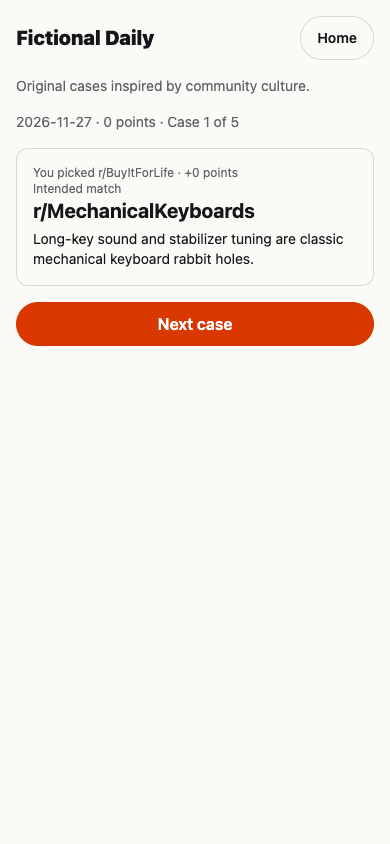 Fictional Daily
Home
Original cases inspired by community culture.
2026-11-27 · 0 points · Case 1 of 5
You picked r/BuyItForLife · +0 points
Intended match
r/MechanicalKeyboards
Long-key sound and stabilizer tuning are classic
mechanical keyboard rabbit holes.
Next case